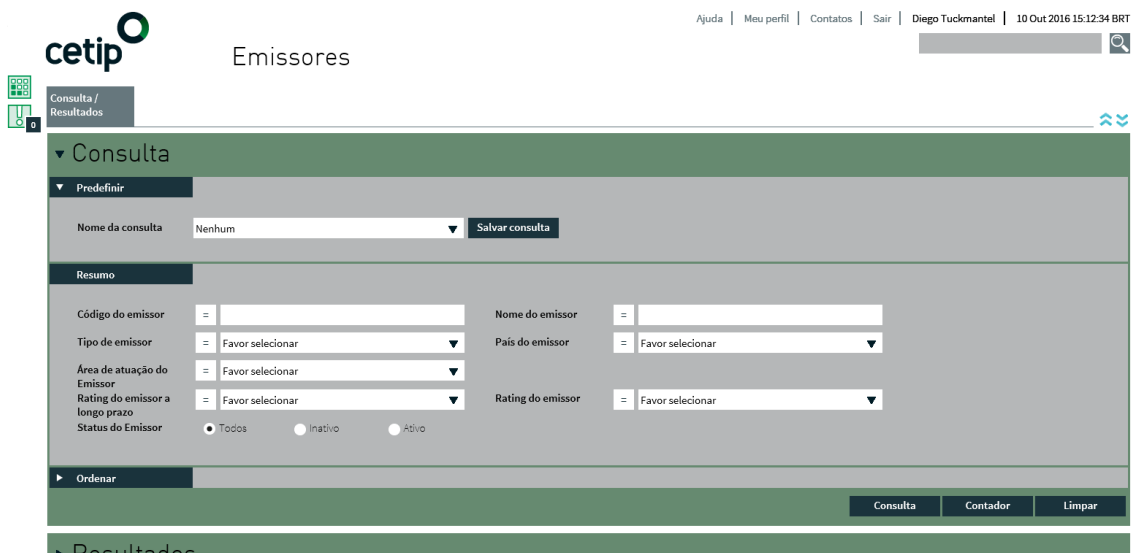 Ajuda | Meu perfil | Contatos | Sair | Diego Tuckmantel | 10 Out 2016 15:12:34 BRT
cetip
Emissores
Consulta /
Resultados
0
Consulta
Predefinir
Nome da consulta Nenhum Salvar consulta
Resumo
Código do emissor = Nome do emissor =
Tipo de emissor = Favor selecionar País do emissor = Favor selecionar
Área de atuação do
Emissor = Favor selecionar
Rating do emissor a
longo prazo = Favor selecionar Rating do emissor = Favor selecionar
Status do Emissor Todos Inativo Ativo
Ordenar
Consulta Contador Limpar
Resultados